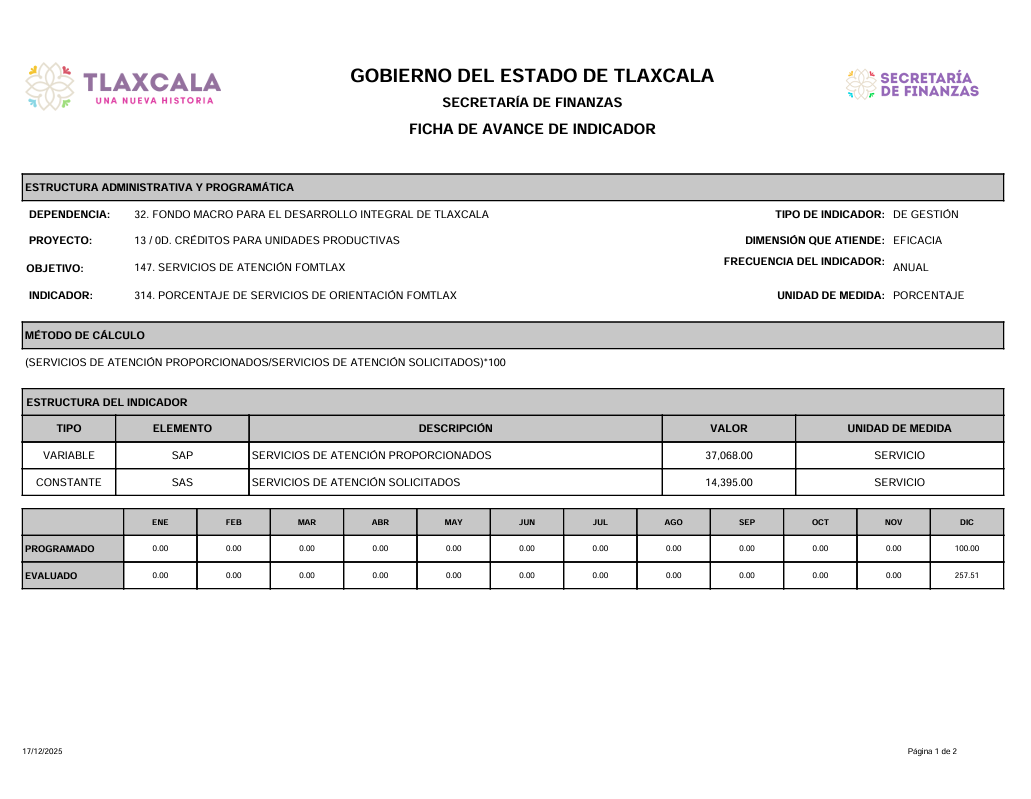 TLAXCALA
UNA NUEVA HISTORIA
GOBIERNO DEL ESTADO DE TLAXCALA
SECRETARÍA DE FINANZAS
FICHA DE AVANCE DE INDICADOR
SECRETARÍA
DE FINANZAS
ESTRUCTURA ADMINISTRATIVA Y PROGRAMÁTICA
DEPENDENCIA: 32. FONDO MACRO PARA EL DESARROLLO INTEGRAL DE TLAXCALA TIPO DE INDICADOR: DE GESTIÓN
PROYECTO: 13 / 0D. CRÉDITOS PARA UNIDADES PRODUCTIVAS DIMENSIÓN QUE ATIENDE: EFICACIA
OBJETIVO: 147. SERVICIOS DE ATENCIÓN FOMTLAX FRECUENCIA DEL INDICADOR: ANUAL
INDICADOR: 314. PORCENTAJE DE SERVICIOS DE ORIENTACIÓN FOMTLAX UNIDAD DE MEDIDA: PORCENTAJE
MÉTODO DE CÁLCULO
(SERVICIOS DE ATENCIÓN PROPORCIONADOS/SERVICIOS DE ATENCIÓN SOLICITADOS)*100
ESTRUCTURA DEL INDICADOR
TIPO ELEMENTO DESCRIPCIÓN VALOR UNIDAD DE MEDIDA
VARIABLE SAP SERVICIOS DE ATENCIÓN PROPORCIONADOS 37,068.00 SERVICIO
CONSTANTE SAS SERVICIOS DE ATENCIÓN SOLICITADOS 14,395.00 SERVICIO
ENE FEB MAR ABR MAY JUN JUL AGO SEP OCT NOV DIC
PROGRAMADO 0.00 0.00 0.00 0.00 0.00 0.00 0.00 0.00 0.00 0.00 0.00 100.00
EVALUADO 0.00 0.00 0.00 0.00 0.00 0.00 0.00 0.00 0.00 0.00 0.00 257.51
17/12/2025 Página 1 de 2